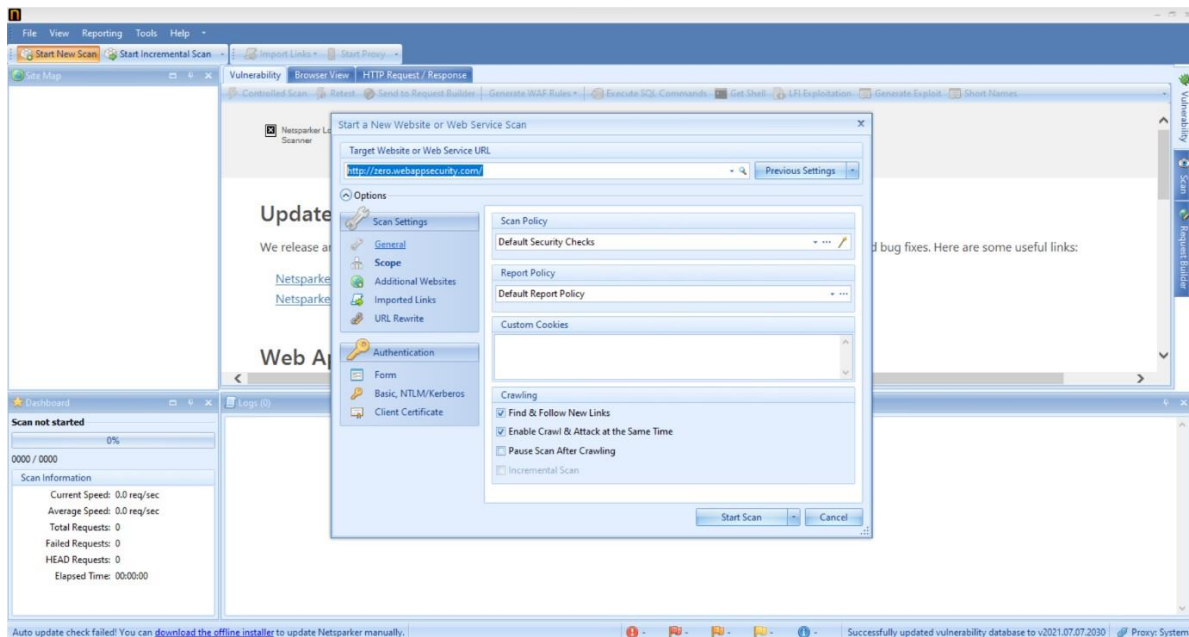 File View Reporting Tools Help
Start New Scan Start Incremental Scan Import Links Start Proxy
Site Map
Vulnerability Browser View HTTP Request / Response
Controlled Scan Retest Send to Request Builder Generate WAF Rules Execute SQL Commands Get Shell LFI Exploitation Generate Exploit Short Names
Netsparker Lo
Scanner
Update
We release an
d bug fixes. Here are some useful links:
Netsparke
Netsparke
Web Ap
Start a New Website or Web Service Scan
Target Website or Web Service URL
http://zero.webappsecurity.com/
Previous Settings
Options
Scan Settings
General
Scope
Additional Websites
Imported Links
URL Rewrite
Authentication
Form
Basic, NTLM/Kerberos
Client Certificate
Scan Policy
Default Security Checks
Report Policy
Default Report Policy
Custom Cookies
Crawling
Find & Follow New Links
Enable Crawl & Attack at the Same Time
Pause Scan After Crawling
Incremental Scan
Start Scan Cancel
Vulnerability
Scan
Request Builder
Dashboard
Scan not started
0%
0000 / 0000
Scan Information
Current Speed: 0.0 req/sec
Average Speed: 0.0 req/sec
Total Requests: 0
Failed Requests: 0
HEAD Requests: 0
Elapsed Time: 00:00:00
Logs (0)
Auto update check failed! You can download the offline installer to update Netsparker manually.
Successfully updated vulnerability database to v2021.07.07.2030 Proxy: System